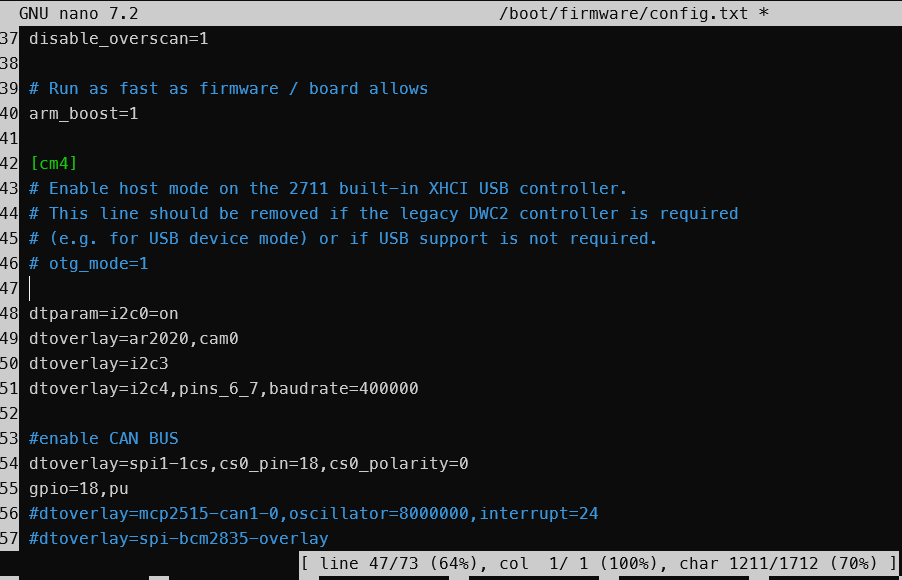 GNU nano 7.2 /boot/firmware/config.txt *
37 disable_overscan=1
38
39 # Run as fast as firmware / board allows
40 arm_boost=1
41
42 [cm4]
43 # Enable host mode on the 2711 built-in XHCI USB controller.
44 # This line should be removed if the legacy DWC2 controller is required
45 # (e.g. for USB device mode) or if USB support is not required.
46 # otg_mode=1
47
48 dtparam=i2c0=on
49 dtoverlay=ar2020,cam0
50 dtoverlay=i2c3
51 dtoverlay=i2c4,pins_6_7,baudrate=400000
52
53 #enable CAN BUS
54 dtoverlay=spi1-1cs,cs0_pin=18,cs0_polarity=0
55 gpio=18,pu
56 #dtoverlay=mcp2515-can1-0,oscillator=8000000,interrupt=24
57 #dtoverlay=spi-bcm2835-overlay
[ line 47/73 (64%), col  1/ 1 (100%), char 1211/1712 (70%) ]